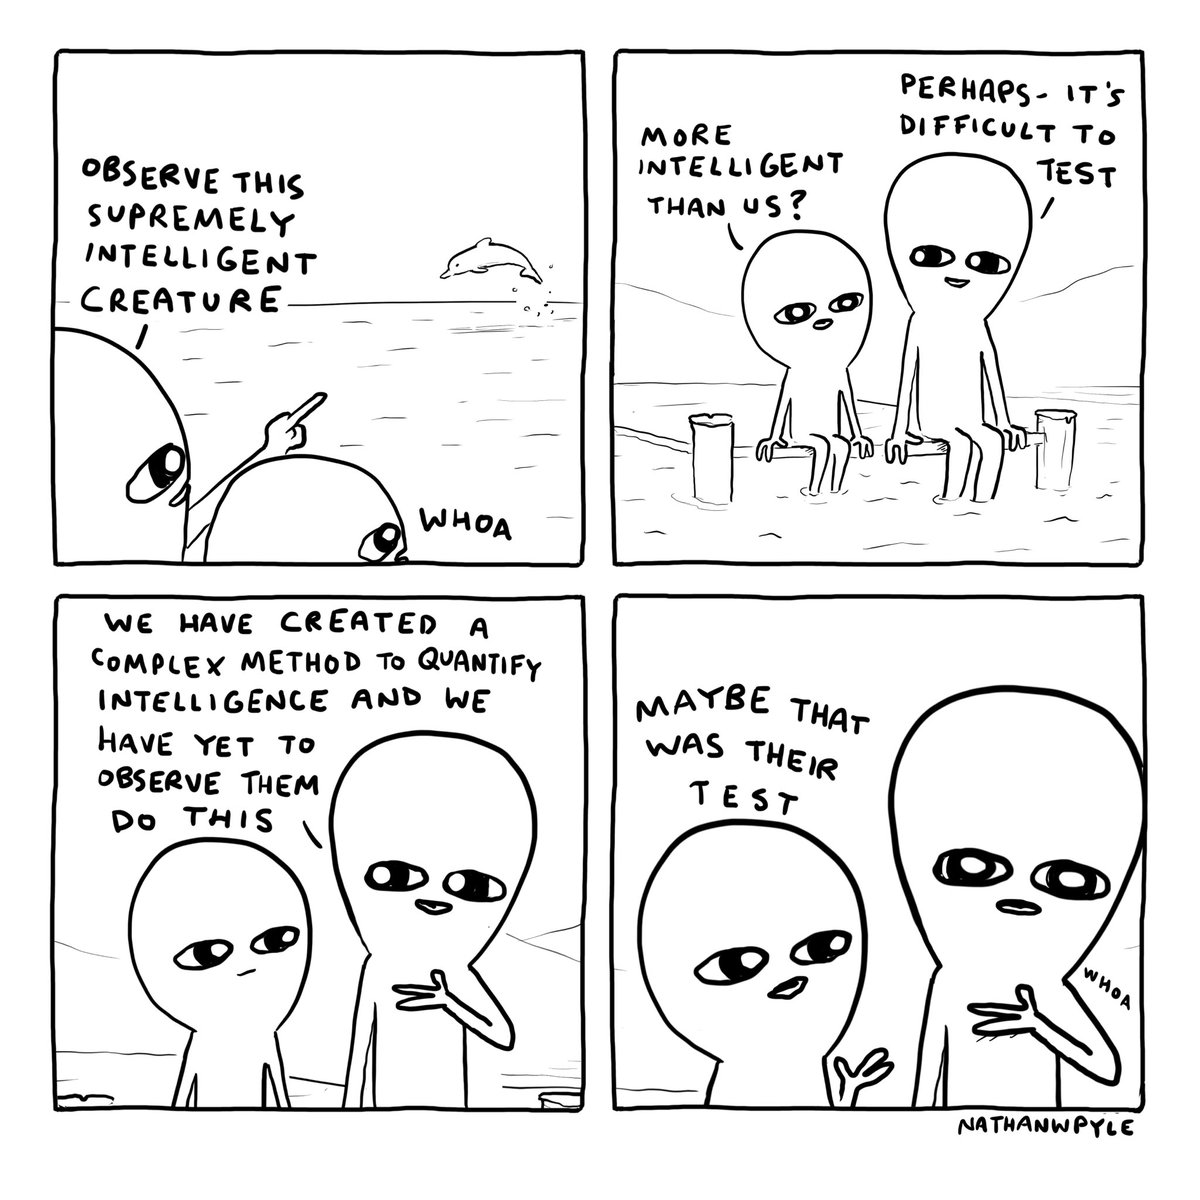 OBSERVE THIS
SUPREMELY
INTELLIGENT
CREATURE
WHOA
MORE
INTELLIGENT
THAN US?
PERHAPS- IT'S
DIFFICULT TO
TEST
WE HAVE CREATED A
COMPLEX METHOD TO QUANTIFY
INTELLIGENCE AND WE
HAVE YET TO
OBSERVE THEM
DO THIS
MAYBE THAT
WAS THEIR
TEST
WHOA
NATHANWPYLE